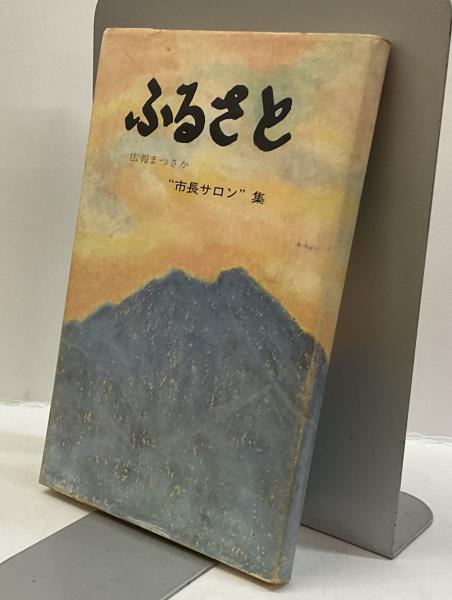 ふるさと
広報まつさか
“市長サロン”集